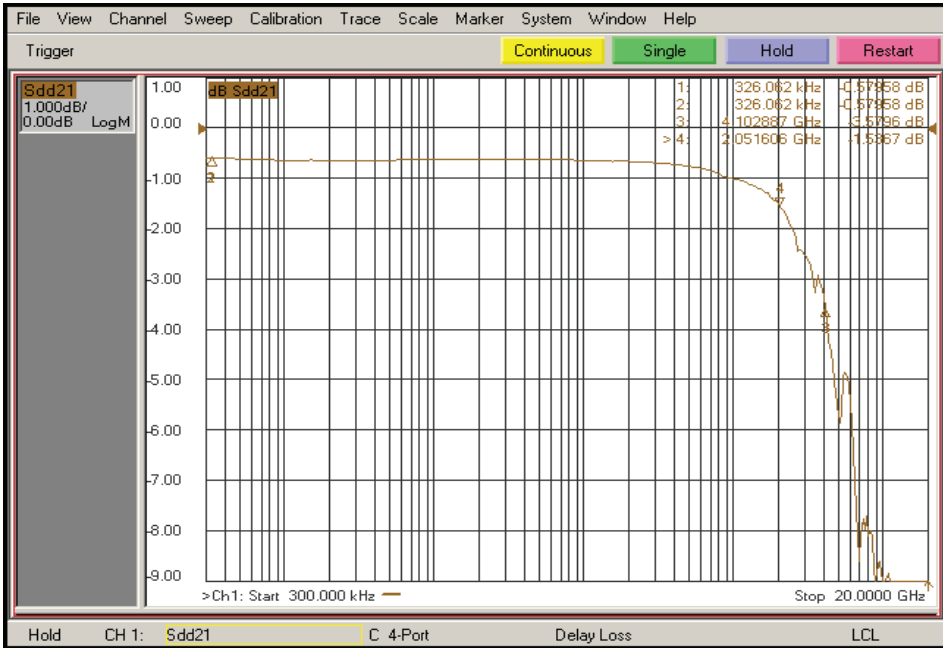 File View Channel Sweep Calibration Trace Scale Marker System Window Help
Trigger Continuous Single Hold Restart
Sdd21
1.000dB/
0.00dB LogM
dB Sdd21
1: 326.062 kHz -0.57958 dB
2: 326.062 kHz -0.57958 dB
3: 4.102887 GHz -3.5796 dB
> 4: 2.051606 GHz -1.5367 dB
1.00
0.00
-1.00
-2.00
-3.00
-4.00
-5.00
-6.00
-7.00
-8.00
-9.00
2
4
3
>Ch1: Start 300.000 kHz Stop 20.0000 GHz
Hold CH 1: Sdd21 C 4-Port Delay Loss LCL